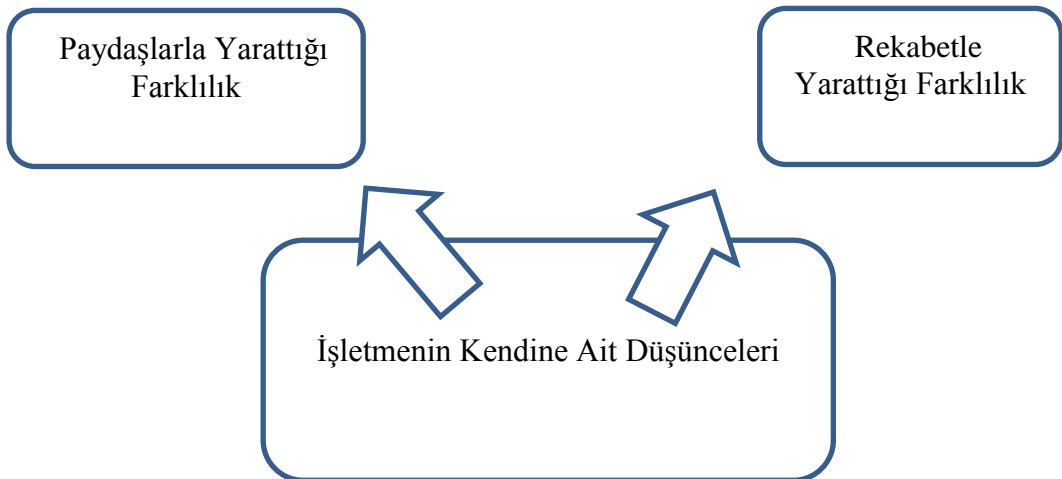 Paydaşlarla Yarattığı
Farklılık
Rekabetle
Yarattığı Farklılık
İşletmenin Kendine Ait Düşünceleri